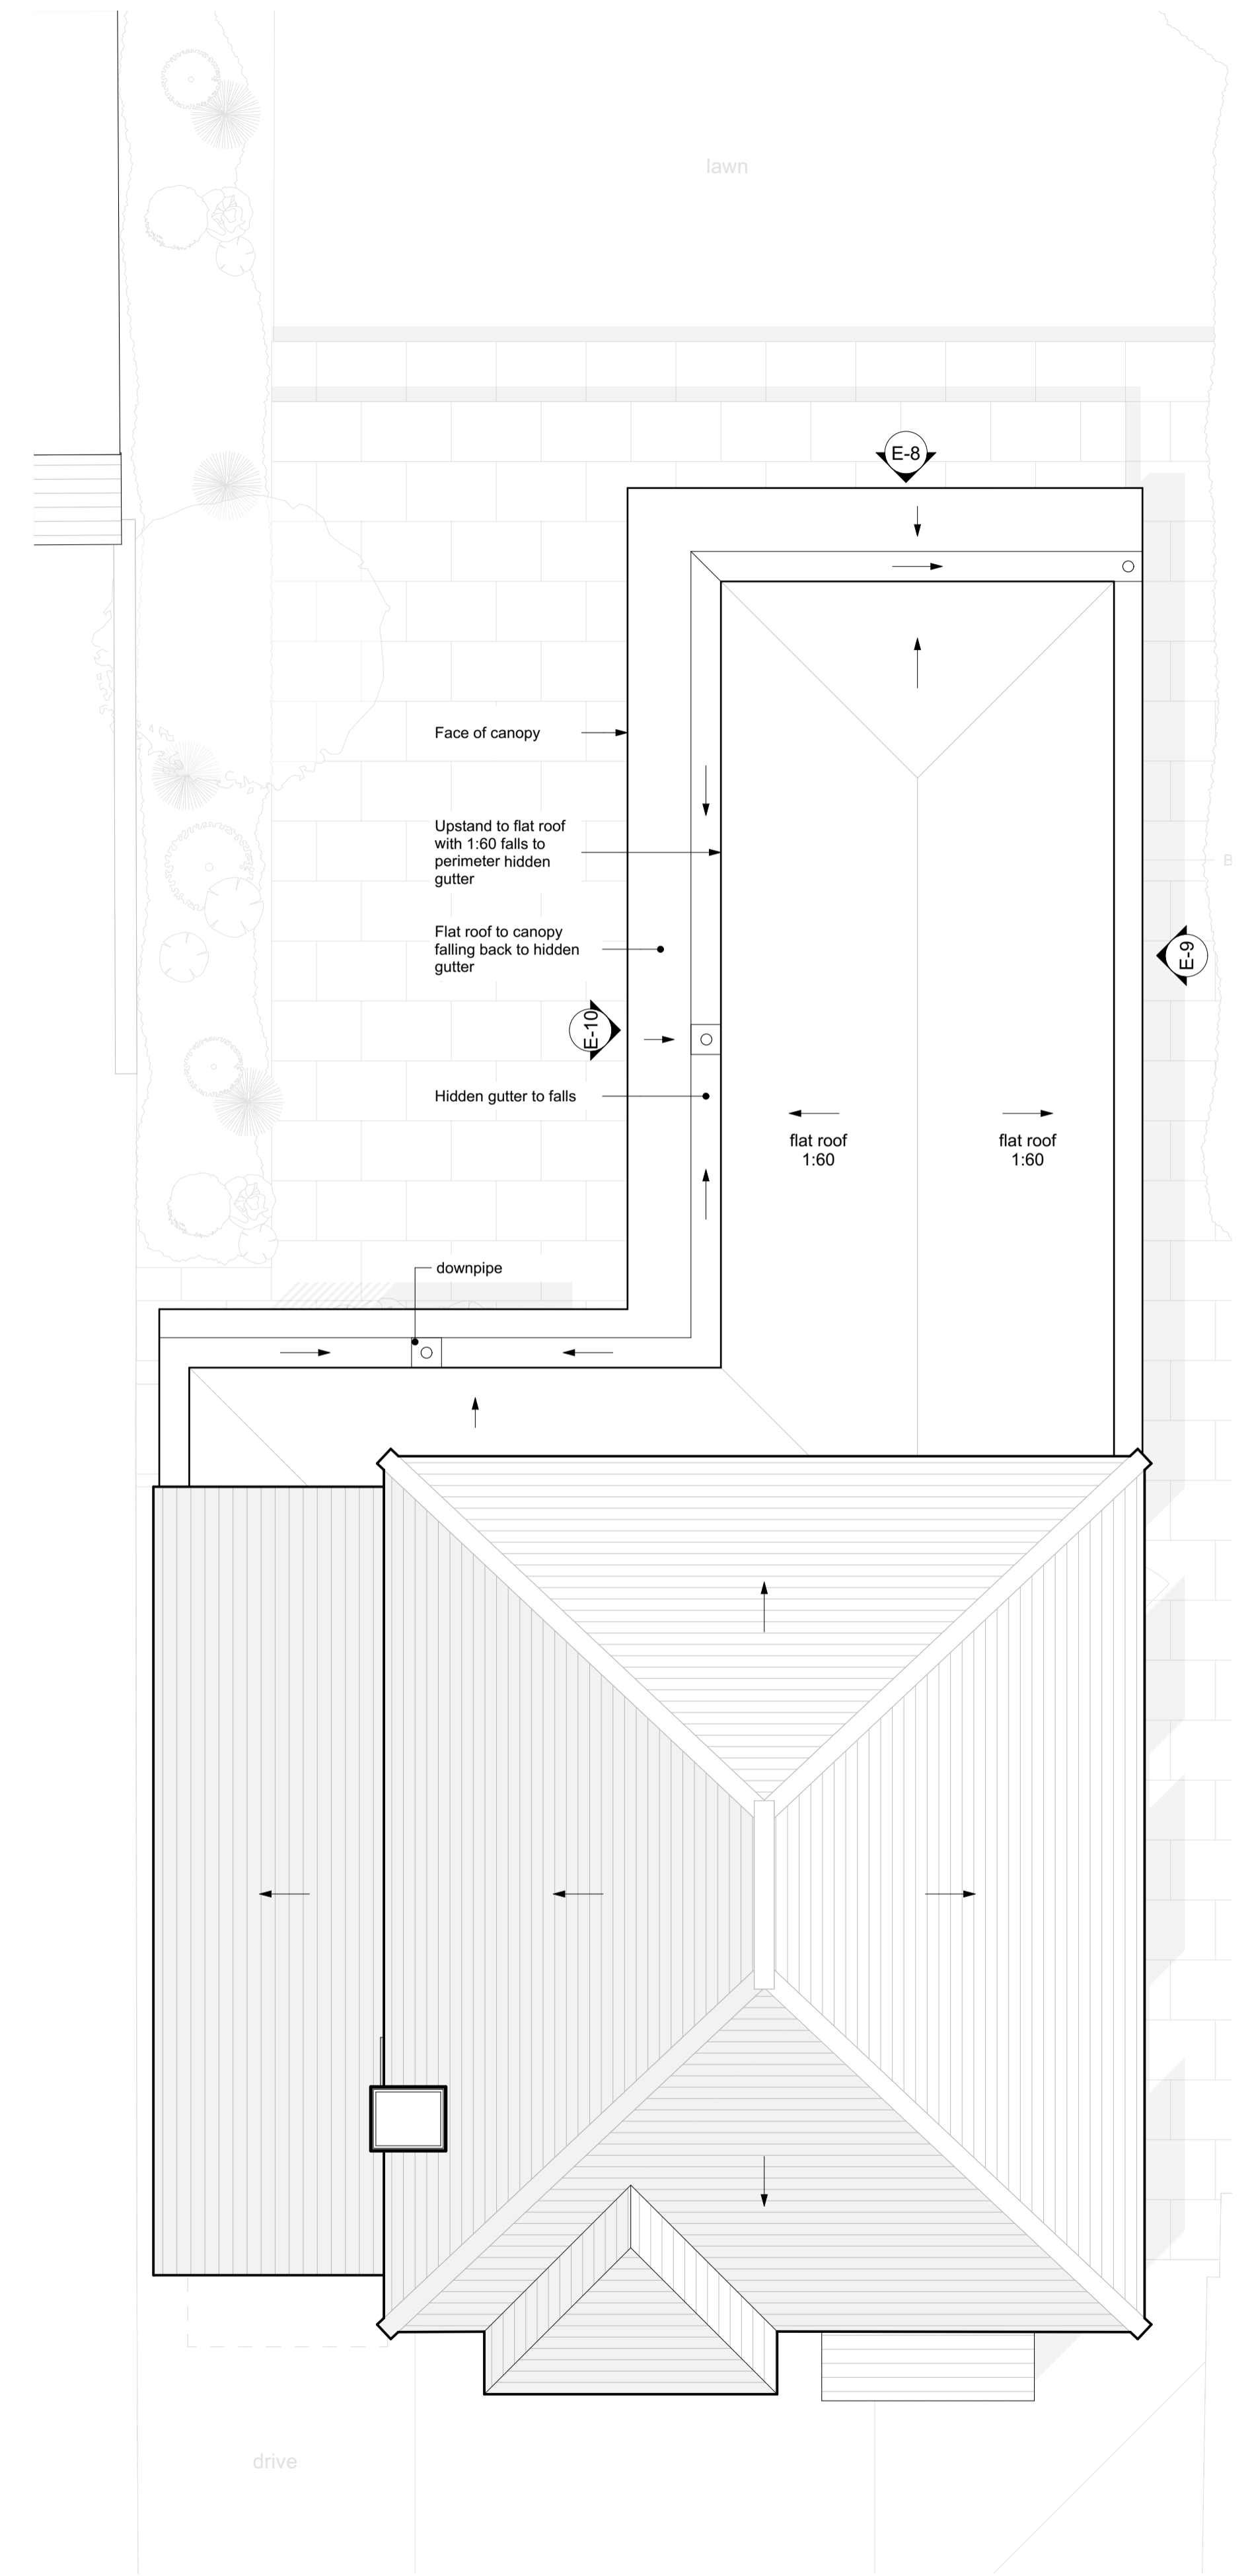 lawn
E-8
Face of canopy
Upstand to flat roof
with 1:60 falls to
perimeter hidden
gutter
Flat roof to canopy
falling back to hidden
gutter
E-9
E-10
Hidden gutter to falls
flat roof
1:60
flat roof
1:60
downpipe
drive